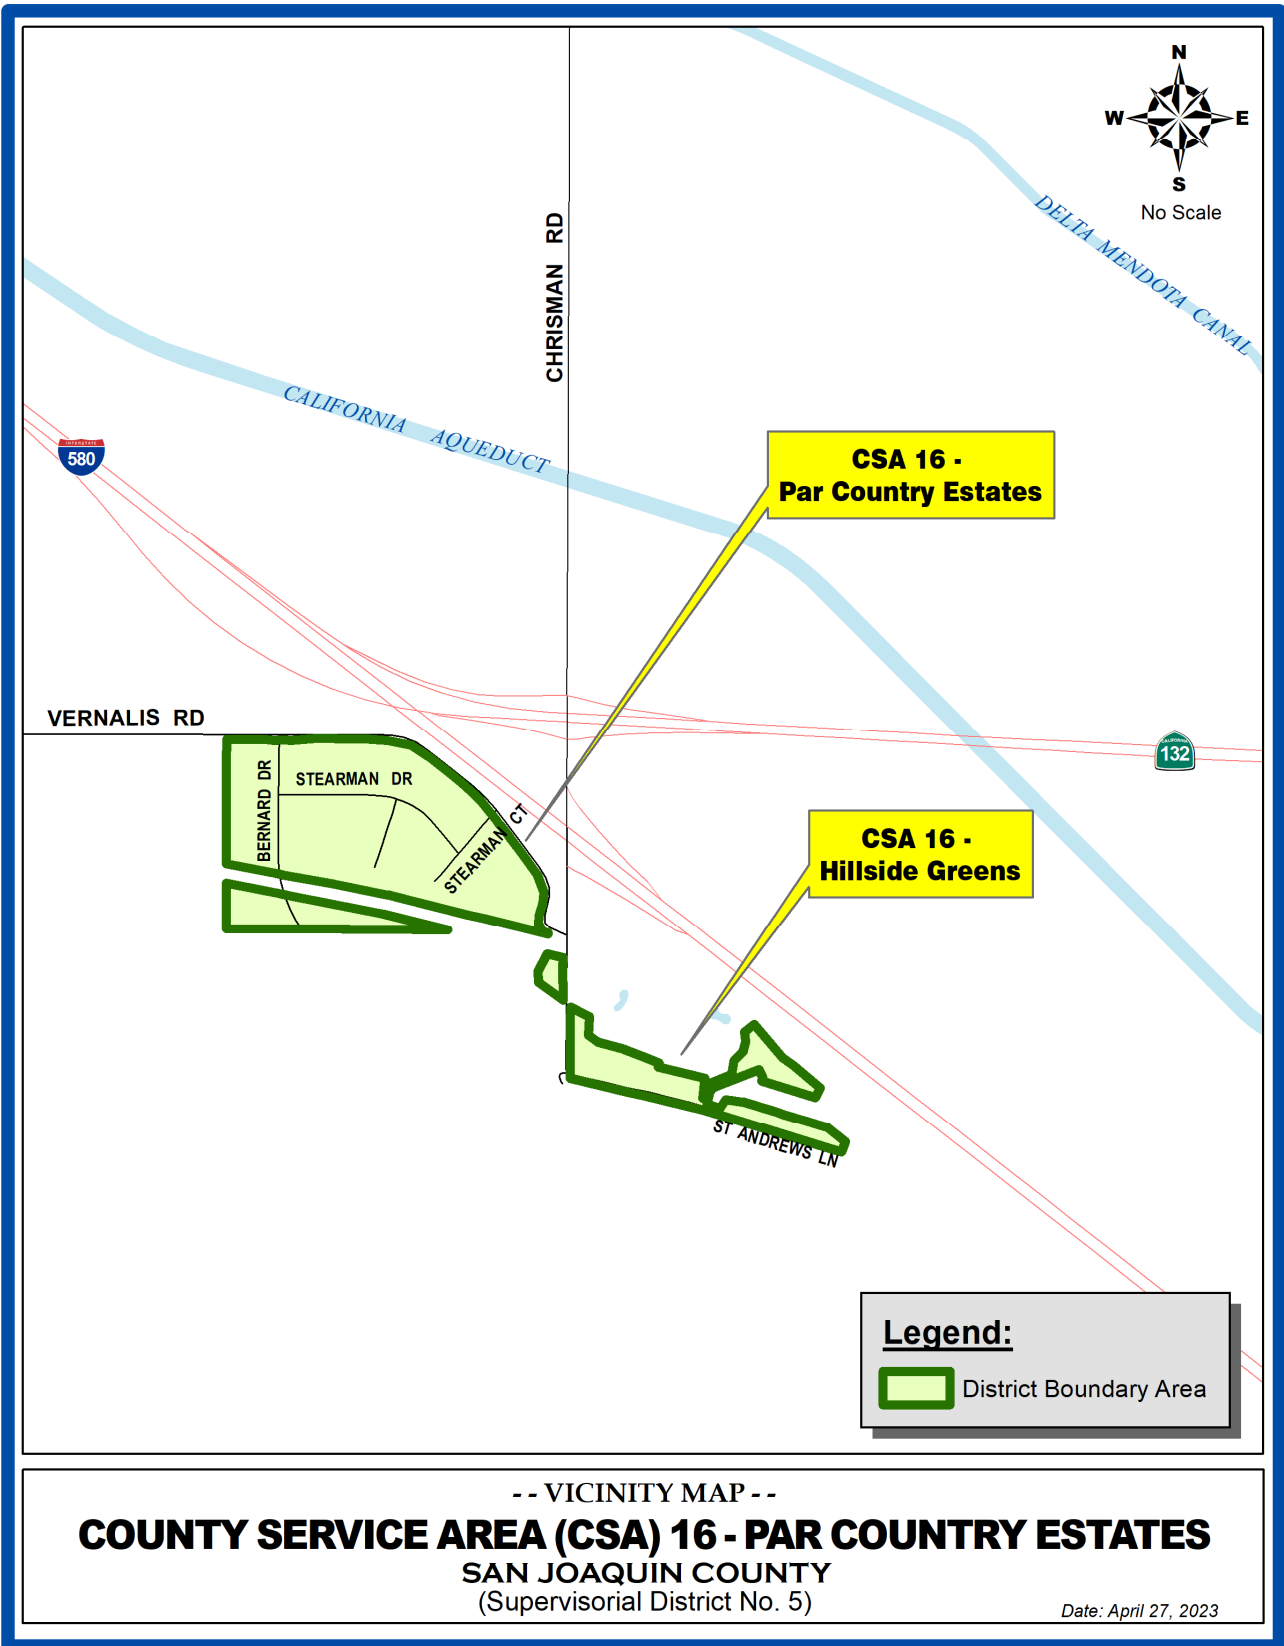 N
W
E
S
No Scale
DELTA MENDOTA CANAL
CHRISMAN RD
CALIFORNIA AQUEDUCT
INTERSTATE
580
CSA 16 -
Par Country Estates
VERNALIS RD
CALIFORNIA
132
BERNARD DR
STEARMAN DR
STEARMAN CT
CSA 16 -
Hillside Greens
ST ANDREWS LN
Legend:
District Boundary Area
- - VICINITY MAP - -
COUNTY SERVICE AREA (CSA) 16 - PAR COUNTRY ESTATES
SAN JOAQUIN COUNTY
(Supervisorial District No. 5)
Date: April 27, 2023